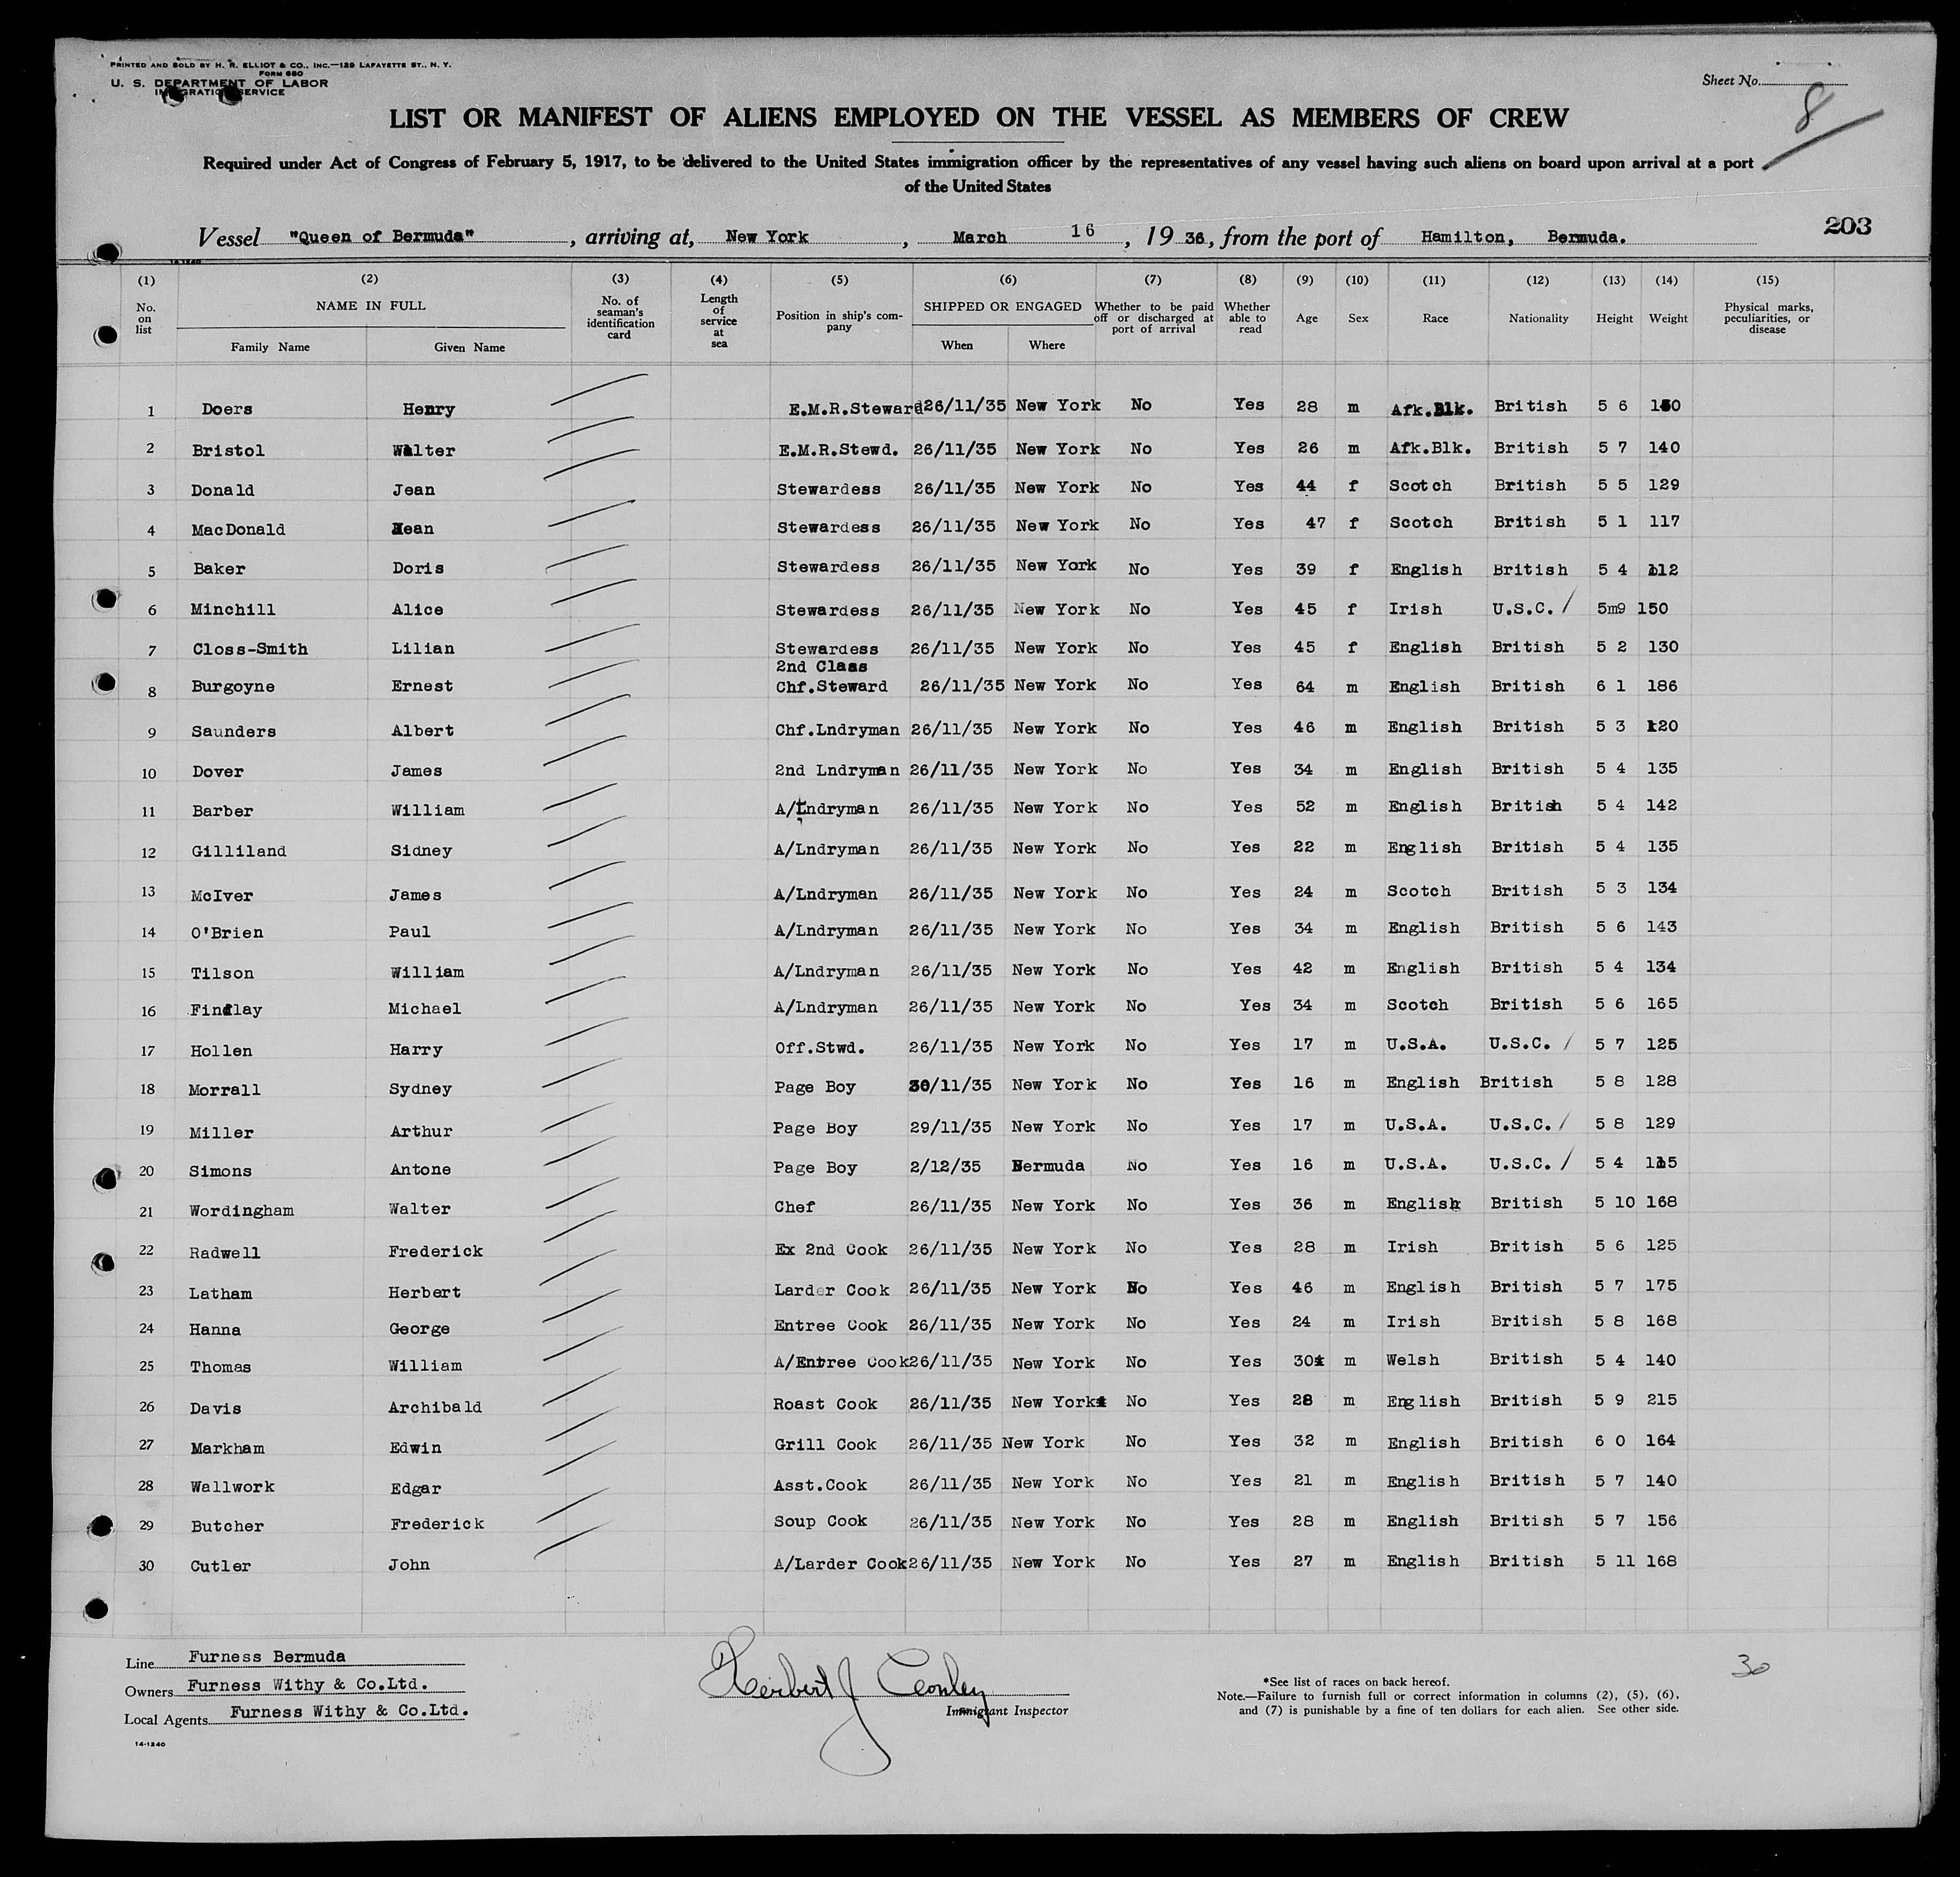 PRINTED AND SOLD BY H. R. ELLIOT & CO., INC.—129 LAFAYETTE ST., N. Y.
FORM 680
U. S. DEPARTMENT OF LABOR
IMMIGRATION SERVICE
Sheet No. 8
LIST OR MANIFEST OF ALIENS EMPLOYED ON THE VESSEL AS MEMBERS OF CREW
Required under Act of Congress of February 5, 1917, to be delivered to the United States immigration officer by the representatives of any vessel having such aliens on board upon arrival at a port
of the United States
Vessel "Queen of Bermuda", arriving at, New York, March 16, 1936, from the port of Hamilton, Bermuda. 203
14-1240
(1) (2) (3) (4) (5) (6) (7) (8) (9) (10) (11) (12) (13) (14) (15)
No. on list NAME IN FULL Family Name Given Name No. of seaman's identification card Length of service at sea Position in ship's company SHIPPED OR ENGAGED When Where Whether to be paid off or discharged at port of arrival Whether able to read Age Sex Race Nationality Height Weight Physical marks, peculiarities, or disease
1 Doers Henry E.M.R.Steward 26/11/35 New York No Yes 28 m Afk.Blk. British 5 6 150
2 Bristol Walter E.M.R.Stewd. 26/11/35 New York No Yes 26 m Afk.Blk. British 5 7 140
3 Donald Jean Stewardess 26/11/35 New York No Yes 44 f Scotch British 5 5 129
4 MacDonald ean Stewardess 26/11/35 New York No Yes 47 f Scotch British 5 1 117
5 Baker Doris Stewardess 26/11/35 New York No Yes 39 f English British 5 4 112
6 Minchill Alice Stewardess 26/11/35 New York No Yes 45 f Irish U.S.C. / 5m9 150
7 Closs-Smith Lilian Stewardess 26/11/35 New York No Yes 45 f English British 5 2 130
2nd Claas
8 Burgoyne Ernest Chf.Steward 26/11/35 New York No Yes 64 m English British 6 1 186
9 Saunders Albert Chf.Lndryman 26/11/35 New York No Yes 46 m English British 5 3 120
10 Dover James 2nd Lndryman 26/11/35 New York No Yes 34 m English British 5 4 135
11 Barber William A/Lndryman 26/11/35 New York No Yes 52 m English British 5 4 142
12 Gilliland Sidney A/Lndryman 26/11/35 New York No Yes 22 m English British 5 4 135
13 McIver James A/Lndryman 26/11/35 New York No Yes 24 m Scotch British 5 3 134
14 O'Brien Paul A/Lndryman 26/11/35 New York No Yes 34 m English British 5 6 143
15 Tilson William A/Lndryman 26/11/35 New York No Yes 42 m English British 5 4 134
16 Findlay Michael A/Lndryman 26/11/35 New York No Yes 34 m Scotch British 5 6 165
17 Hollen Harry Off.Stwd. 26/11/35 New York No Yes 17 m U.S.A. U.S.C. / 5 7 125
18 Morrall Sydney Page Boy 30/11/35 New York No Yes 16 m English British 5 8 128
19 Miller Arthur Page Boy 29/11/35 New York No Yes 17 m U.S.A. U.S.C. / 5 8 129
20 Simons Antone Page Boy 2/12/35 Bermuda No Yes 16 m U.S.A. U.S.C. / 5 4 115
21 Wordingham Walter Chef 26/11/35 New York No Yes 36 m English British 5 10 168
22 Radwell Frederick Ex 2nd Cook 26/11/35 New York No Yes 28 m Irish British 5 6 125
23 Latham Herbert Larder Cook 26/11/35 New York No Yes 46 m English British 5 7 175
24 Hanna George Entree Cook 26/11/35 New York No Yes 24 m Irish British 5 8 168
25 Thomas William A/Entree Cook 26/11/35 New York No Yes 30 m Welsh British 5 4 140
26 Davis Archibald Roast Cook 26/11/35 New York No Yes 28 m English British 5 9 215
27 Markham Edwin Grill Cook 26/11/35 New York No Yes 32 m English British 6 0 164
28 Wallwork Edgar Asst.Cook 26/11/35 New York No Yes 21 m English British 5 7 140
29 Butcher Frederick Soup Cook 26/11/35 New York No Yes 28 m English British 5 7 156
30 Cutler John A/Larder Cook 26/11/35 New York No Yes 27 m English British 5 11 168
Line Furness Bermuda
Owners Furness Withy & Co.Ltd.
Local Agents Furness Withy & Co.Ltd.
14-1240
Herbert J Conley
Immigrant Inspector
*See list of races on back hereof.
Note.—Failure to furnish full or correct information in columns (2), (5), (6),
and (7) is punishable by a fine of ten dollars for each alien. See other side.
30